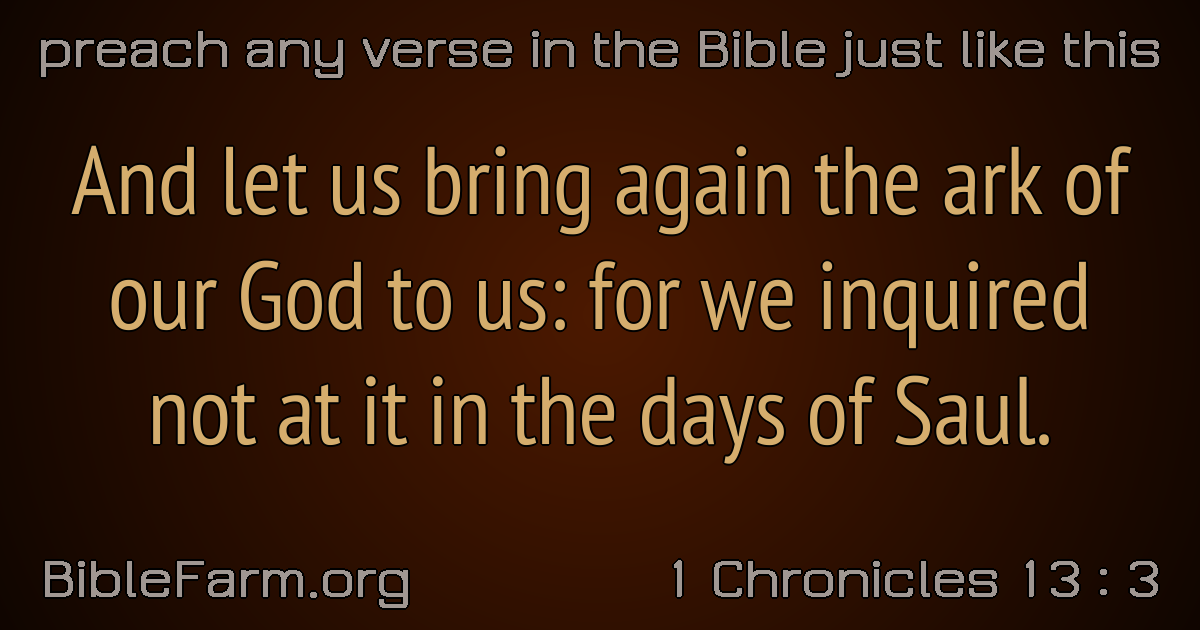 preach any verse in the Bible just like this
And let us bring again the ark of
our God to us: for we inquired
not at it in the days of Saul.
BibleFarm.org
1 Chronicles 13 : 3